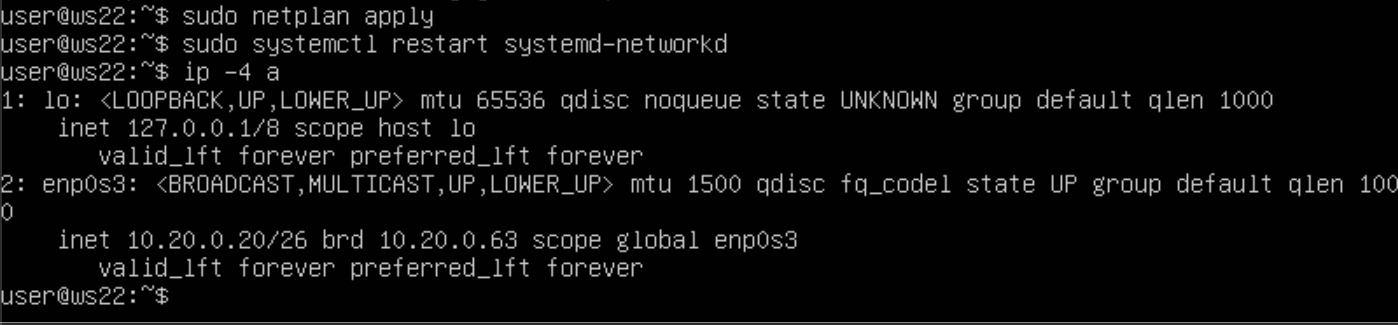 user@ws22:~$ sudo netplan apply
user@ws22:~$ sudo systemctl restart systemd-networkd
user@ws22:~$ ip -4 a
1: lo: <LOOPBACK,UP,LOWER_UP> mtu 65536 qdisc noqueue state UNKNOWN group default qlen 1000
    inet 127.0.0.1/8 scope host lo
       valid_lft forever preferred_lft forever
2: enp0s3: <BROADCAST,MULTICAST,UP,LOWER_UP> mtu 1500 qdisc fq_codel state UP group default qlen 100
0
    inet 10.20.0.20/26 brd 10.20.0.63 scope global enp0s3
       valid_lft forever preferred_lft forever
user@ws22:~$